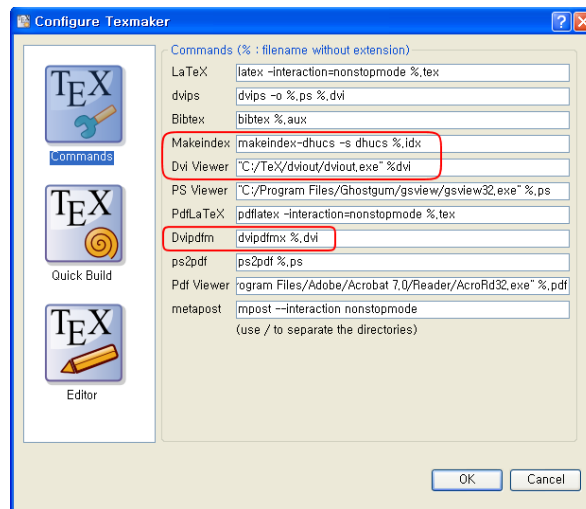 Configure Texmaker
Commands (% : filename without extension)
TEX
Commands
TEX
Quick Build
TEX
Editor
LaTeX latex -interaction=nonstopmode %.tex
dvips dvips -o %.ps %.dvi
Bibtex bibtex %.aux
Makeindex makeindex-dhucs -s dhucs %.idx
Dvi Viewer "C:/TeX/dviout/dviout.exe" %dvi
PS Viewer "C:/Program Files/Ghostgum/gsview/gsview32.exe" %.ps
PdfLaTeX pdflatex -interaction=nonstopmode %.tex
Dvipdfm dvipdfmx %.dvi
ps2pdf ps2pdf %.ps
Pdf Viewer rogram Files/Adobe/Acrobat 7.0/Reader/AcroRd32.exe" %.pdf
metapost mpost --interaction nonstopmode
(use / to separate the directories)
OK Cancel